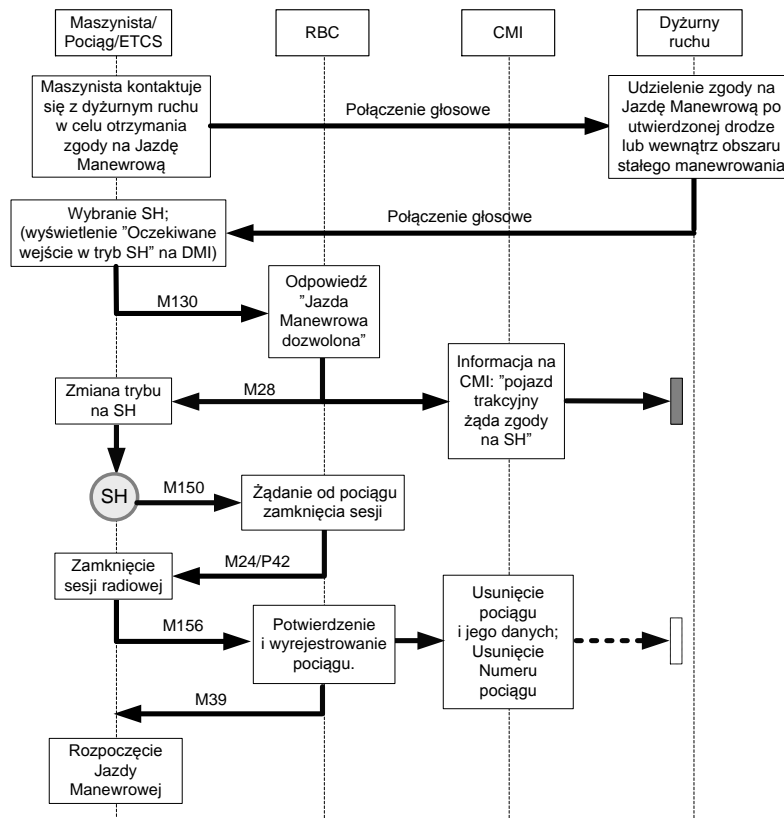 Maszynista/
Pociąg/ETCS
RBC
CMI
Dyżurny
ruchu
Maszynista kontaktuje
się z dyżurnym ruchu
w celu otrzymania
zgody na Jazdę
Manewrową
Połączenie głosowe
Udzielenie zgody na
Jazdę Manewrową po
utwierdzonej drodze
lub wewnątrz obszaru
stałego manewrowania
Wybranie SH;
(wyświetlenie ”Oczekiwane
wejście w tryb SH” na DMI)
Połączenie głosowe
M130
Odpowiedź
”Jazda
Manewrowa
dozwolona”
Zmiana trybu
na SH
M28
Informacja na
CMI: ”pojazd
trakcyjny
żąda zgody
na SH”
SH
M150
Żądanie od pociągu
zamknięcia sesji
Zamknięcie
sesji radiowej
M24/P42
M156
Potwierdzenie
i wyrejestrowanie
pociągu.
Usunięcie
pociągu
i jego danych;
Usunięcie
Numeru
pociągu
M39
Rozpoczęcie
Jazdy
Manewrowej